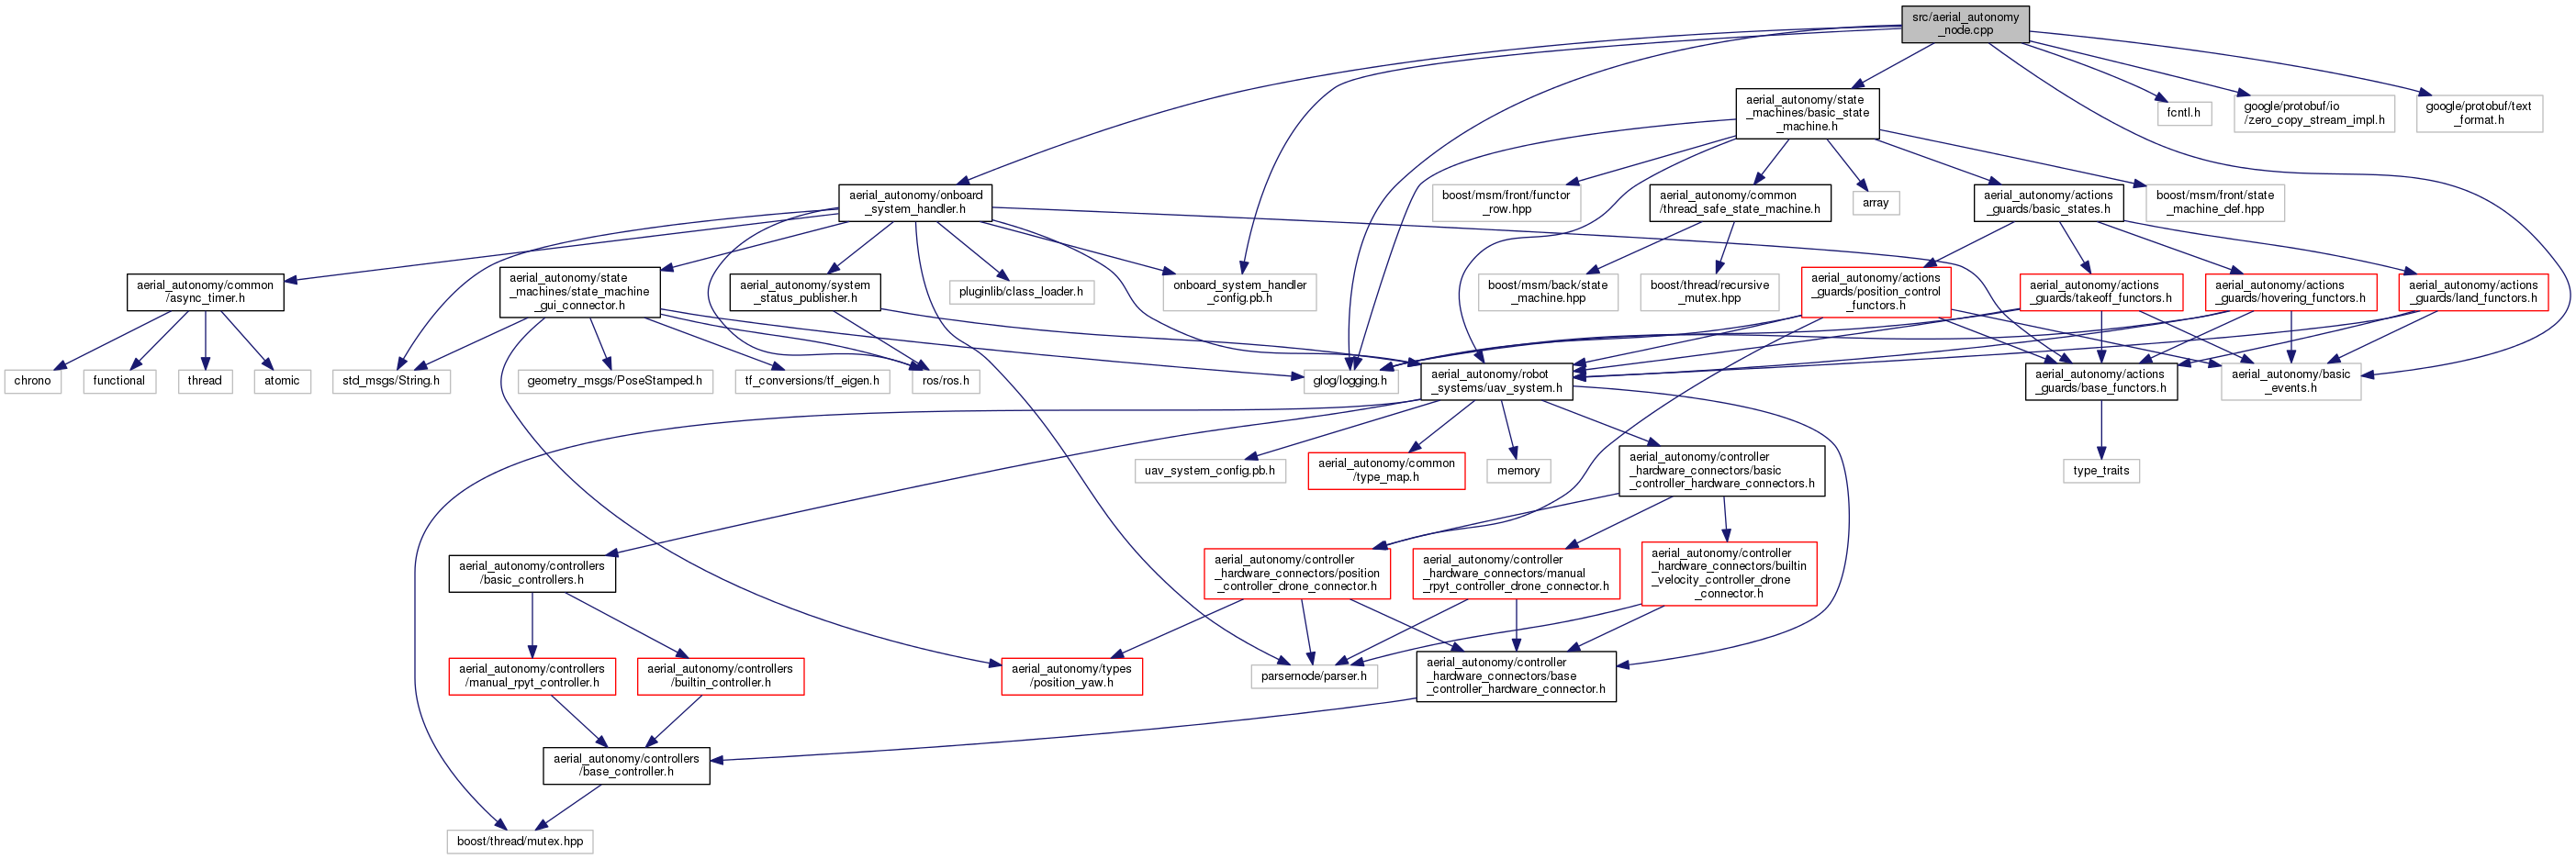 src/aerial_autonomy
_node.cpp
aerial_autonomy/state
_machines/basic_state
_machine.h
fcntl.h
google/protobuf/io
/zero_copy_stream_impl.h
google/protobuf/text
_format.h
aerial_autonomy/onboard
_system_handler.h
boost/msm/front/functor
_row.hpp
aerial_autonomy/common
/thread_safe_state_machine.h
array
aerial_autonomy/actions
_guards/basic_states.h
boost/msm/front/state
_machine_def.hpp
aerial_autonomy/common
/async_timer.h
aerial_autonomy/state
_machines/state_machine
_gui_connector.h
aerial_autonomy/system
_status_publisher.h
pluginlib/class_loader.h
onboard_system_handler
_config.pb.h
boost/msm/back/state
_machine.hpp
boost/thread/recursive
_mutex.hpp
aerial_autonomy/actions
_guards/position_control
_functors.h
aerial_autonomy/actions
_guards/takeoff_functors.h
aerial_autonomy/actions
_guards/hovering_functors.h
aerial_autonomy/actions
_guards/land_functors.h
chrono
functional
thread
atomic
std_msgs/String.h
geometry_msgs/PoseStamped.h
tf_conversions/tf_eigen.h
ros/ros.h
glog/logging.h
aerial_autonomy/robot
_systems/uav_system.h
aerial_autonomy/actions
_guards/base_functors.h
aerial_autonomy/basic
_events.h
uav_system_config.pb.h
aerial_autonomy/common
/type_map.h
memory
aerial_autonomy/controller
_hardware_connectors/basic
_controller_hardware_connectors.h
type_traits
aerial_autonomy/controllers
/basic_controllers.h
aerial_autonomy/controller
_hardware_connectors/position
_controller_drone_connector.h
aerial_autonomy/controller
_hardware_connectors/manual
_rpyt_controller_drone_connector.h
aerial_autonomy/controller
_hardware_connectors/builtin
_velocity_controller_drone
_connector.h
aerial_autonomy/controllers
/manual_rpyt_controller.h
aerial_autonomy/controllers
/builtin_controller.h
aerial_autonomy/types
/position_yaw.h
parsernode/parser.h
aerial_autonomy/controller
_hardware_connectors/base
_controller_hardware_connector.h
aerial_autonomy/controllers
/base_controller.h
boost/thread/mutex.hpp